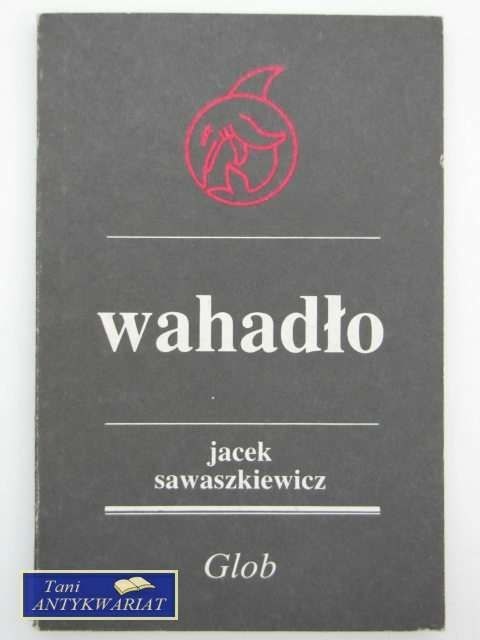 wahadło
jacek
sawaszkiewicz
Glob
Tani
ANTYKWARIAT